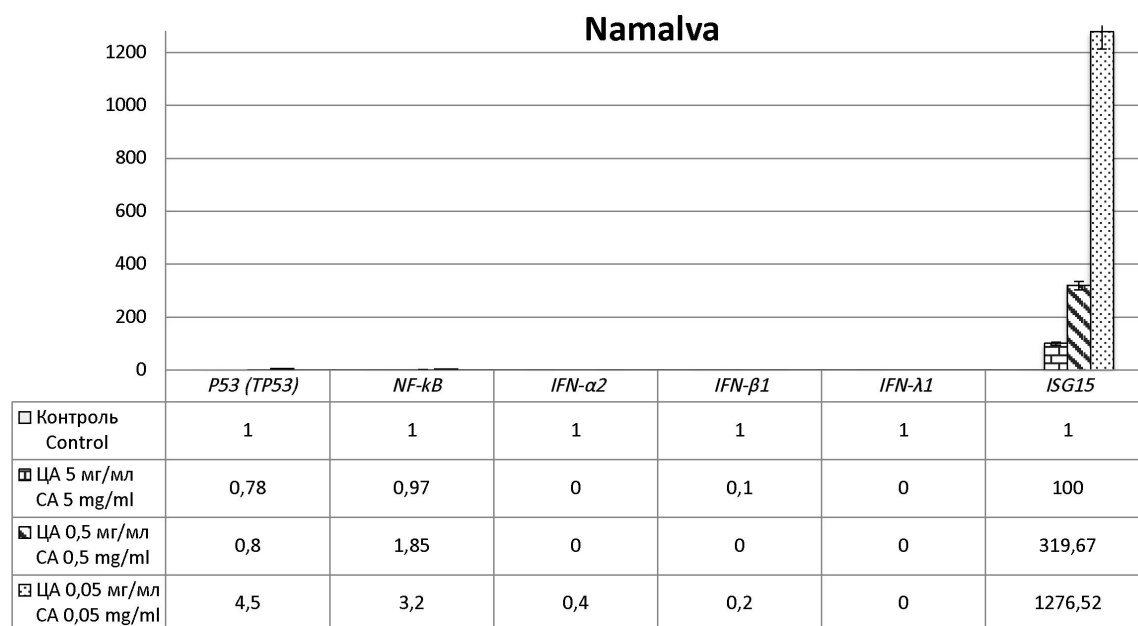 Namalva
1200
1000
800
600
400
200
0
P53 (TP53) NF-kB IFN-α2 IFN-β1 IFN-λ1 ISG15
Контроль
Control 1 1 1 1 1 1
ЦА 5 мг/мл
CA 5 mg/ml 0,78 0,97 0 0,1 0 100
ЦА 0,5 мг/мл
CA 0,5 mg/ml 0,8 1,85 0 0 0 319,67
ЦА 0,05 мг/мл
CA 0,05 mg/ml 4,5 3,2 0,4 0,2 0 1276,52